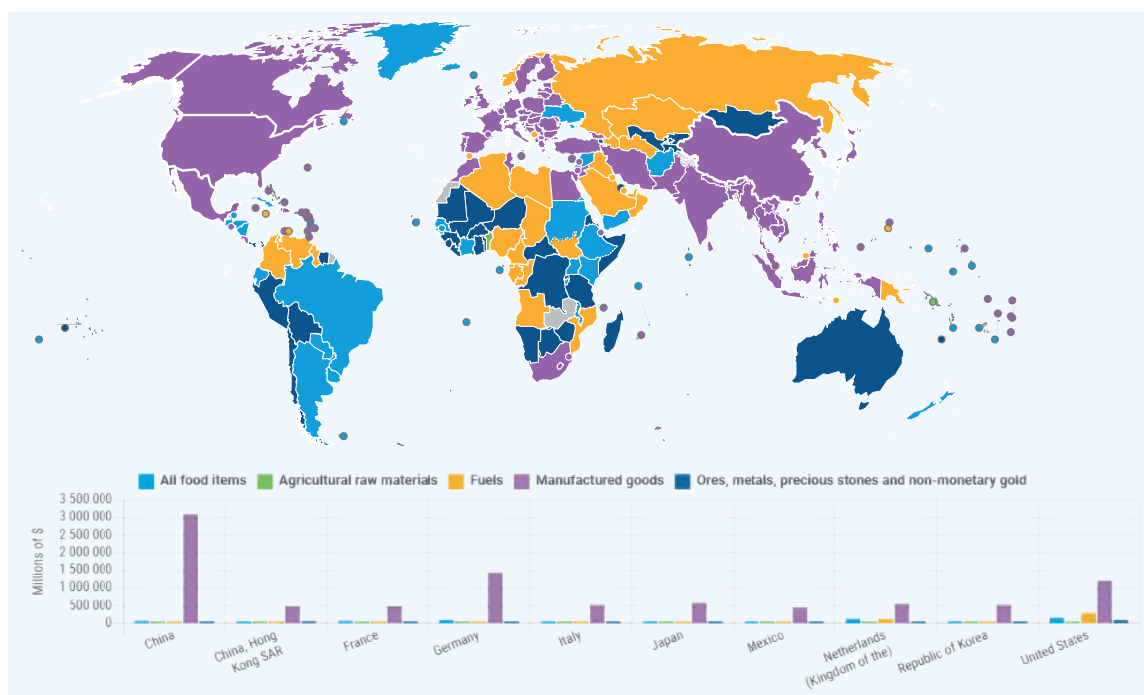 All food items Agricultural raw materials Fuels Manufactured goods Ores, metals, precious stones and non-monetary gold
Millions of $
3 500 000
3 000 000
2 500 000
2 000 000
1 500 000
1 000 000
500 000
0
China
China, Hong
Kong SAR
France
Germany
Italy
Japan
Mexico
Netherlands
(Kingdom of the)
Republic of Korea
United States